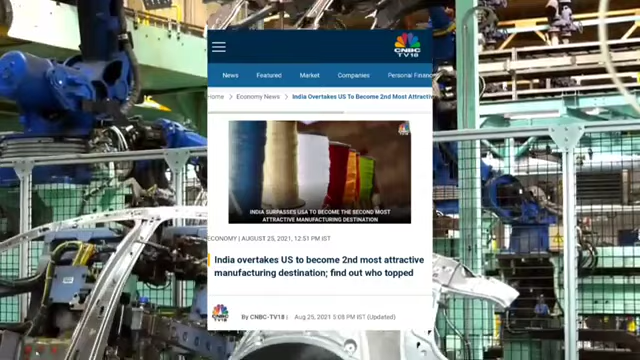 CNBC
TV18
News Featured Market Companies Personal Financ
Home > Economy News > India Overtakes US To Become 2nd Most Attractiv
INDIA SURPASSES USA TO BECOME THE SECOND MOST
ATTRACTIVE MANUFACTURING DESTINATION
ECONOMY | AUGUST 25, 2021, 12:51 PM IST
India overtakes US to become 2nd most attractive
manufacturing destination; find out who topped
CNBC
TV18
By CNBC-TV18 | Aug 25, 2021 5:08 PM IST (Updated)